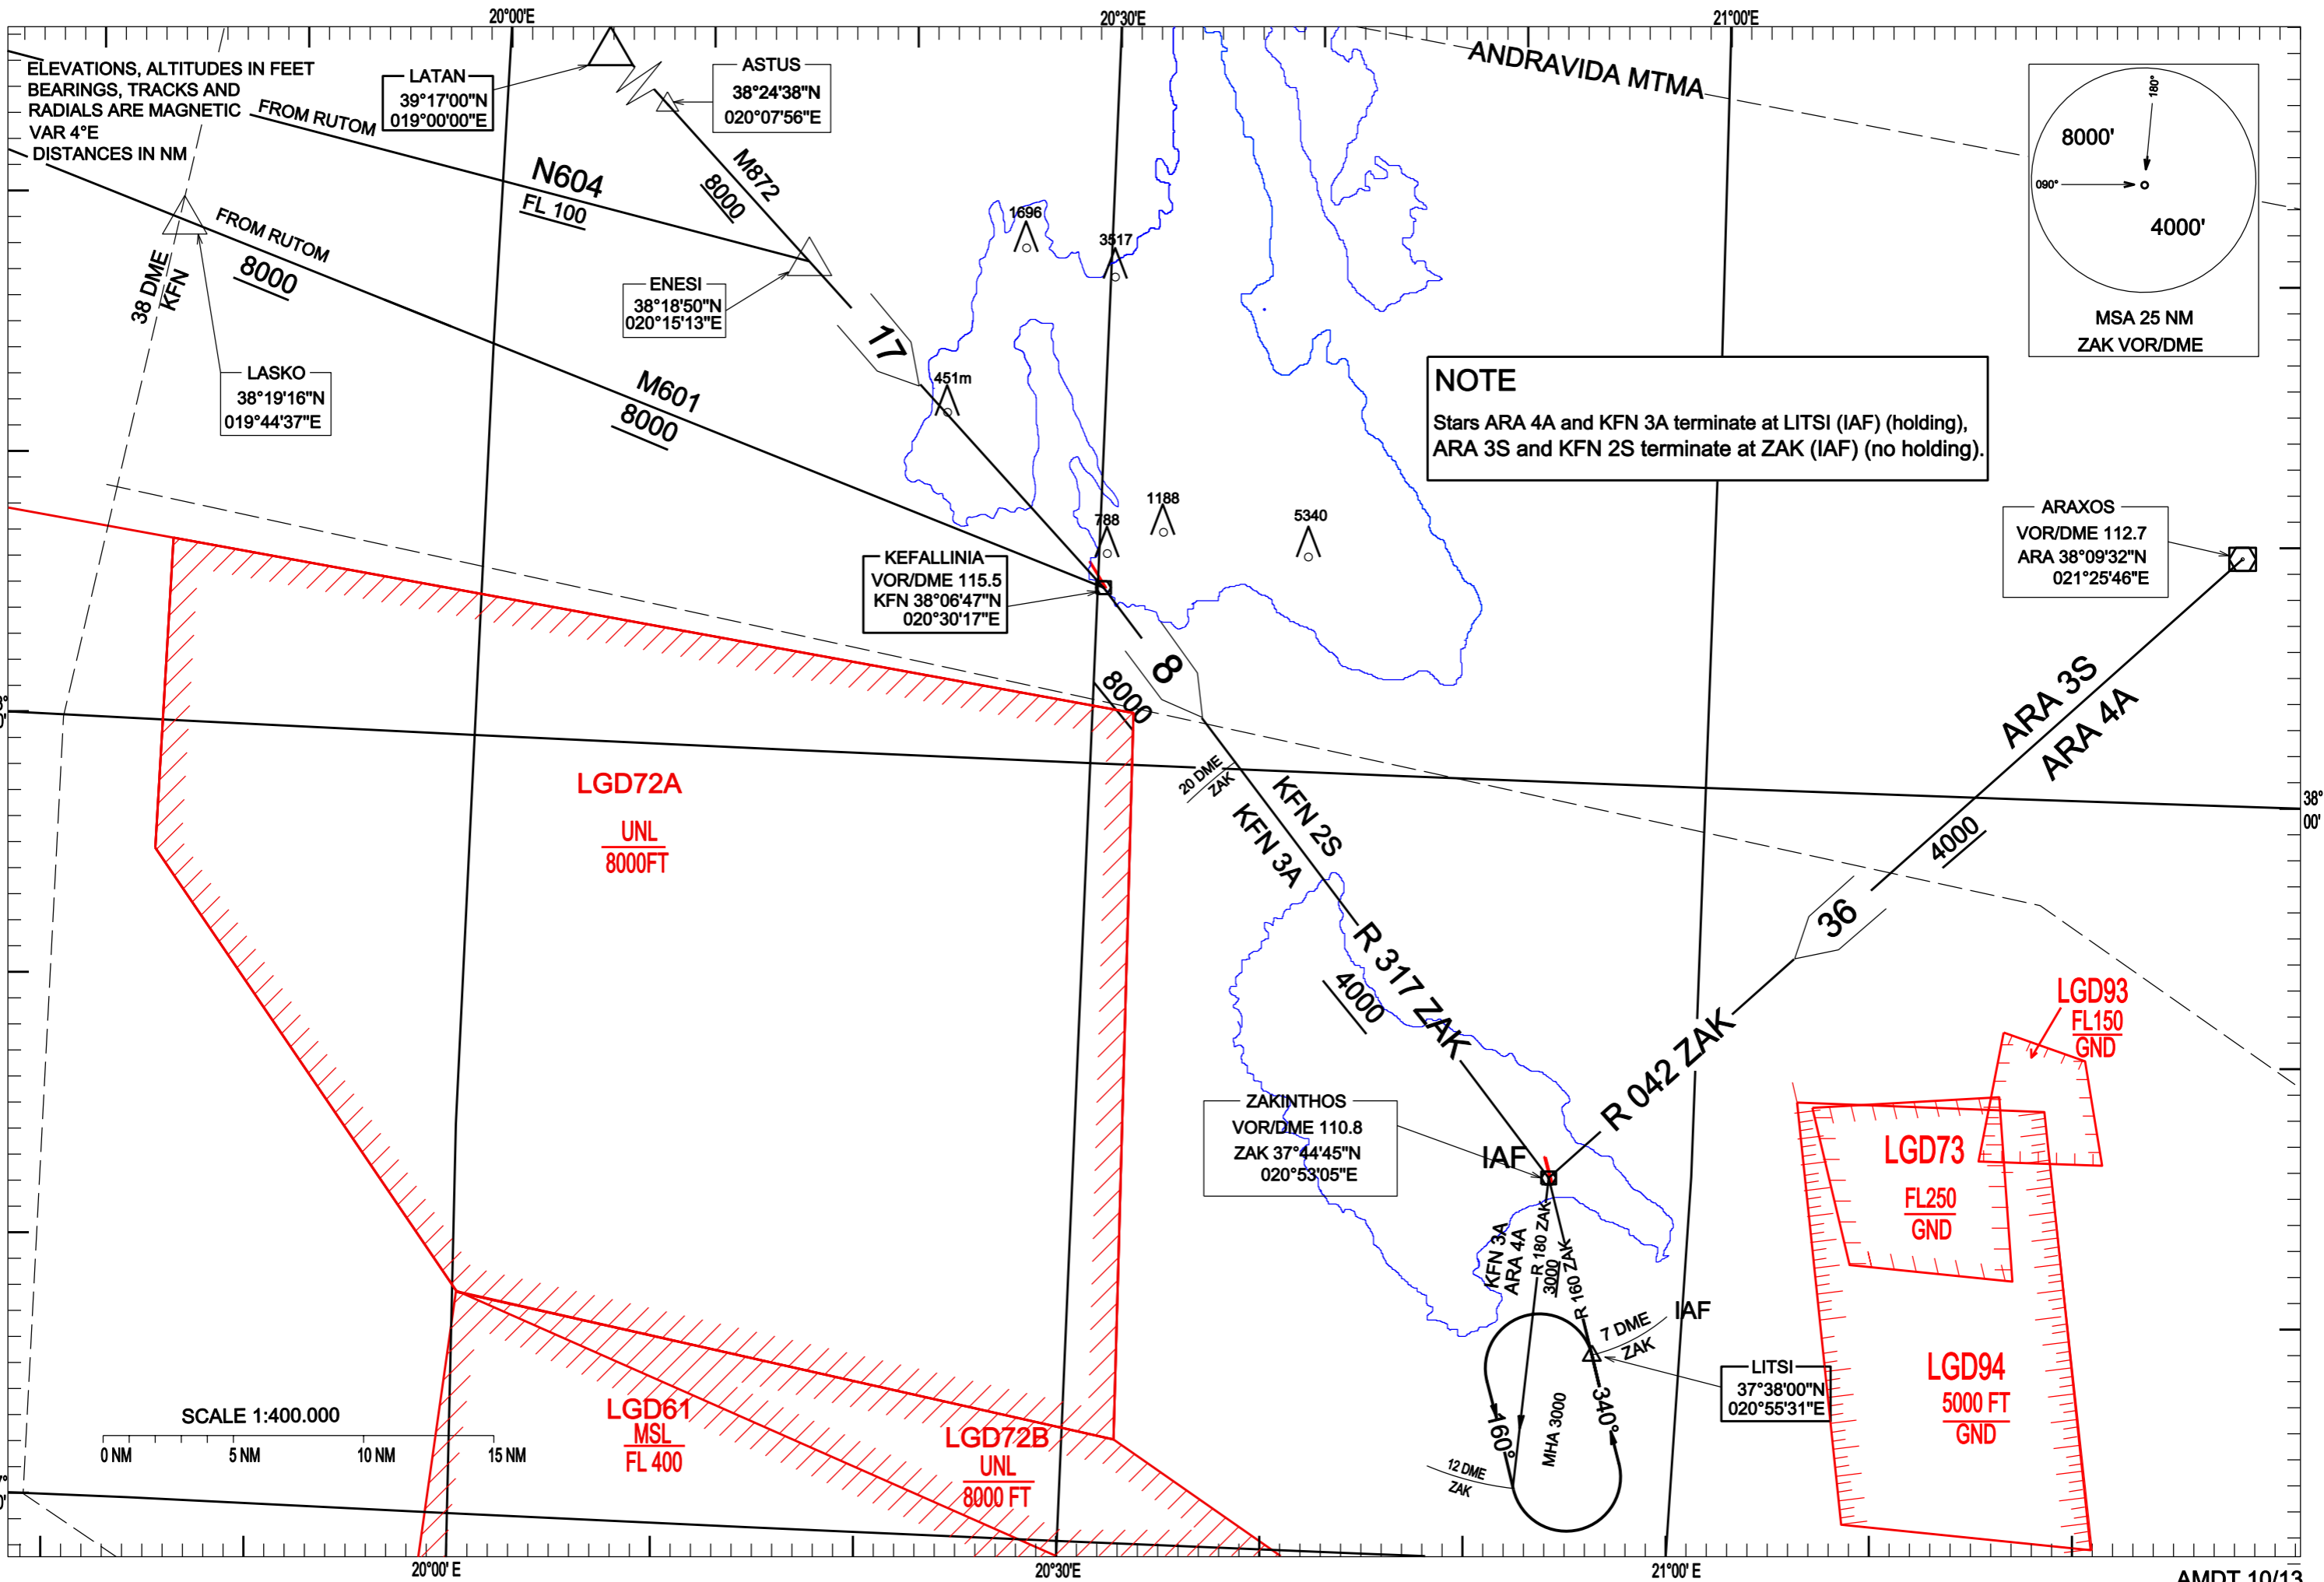 20°00'E
20°30'E
21°00'E
ELEVATIONS, ALTITUDES IN FEET
BEARINGS, TRACKS AND
RADIALS ARE MAGNETIC
VAR 4°E
DISTANCES IN NM
LATAN
39°17'00"N
019°00'00"E
ASTUS
38°24'38"N
020°07'56"E
ANDRAVIDA MTMA
180°
8000'
090°
4000'
MSA 25 NM
ZAK VOR/DME
FROM RUTOM
N604
FL 100
M872
8000
38 DME
KFN
FROM RUTOM
8000
ENESI
38°18'50"N
020°15'13"E
1696
3517
17
451m
LASKO
38°19'16"N
019°44'37"E
M601
8000
NOTE
Stars ARA 4A and KFN 3A terminate at LITSI (IAF) (holding),
ARA 3S and KFN 2S terminate at ZAK (IAF) (no holding).
788
1188
5340
ARAXOS
VOR/DME 112.7
ARA 38°09'32"N
021°25'46"E
KEFALLINIA
VOR/DME 115.5
KFN 38°06'47"N
020°30'17"E
8
8000
20 DME
ZAK
KFN 2S
KFN 3A
ARA 3S
ARA 4A
4000
36
38°
00'
LGD72A
UNL
8000FT
R 317 ZAK
4000
R 042 ZAK
LGD93
FL150
GND
ZAKINTHOS
VOR/DME 110.8
ZAK 37°44'45"N
020°53'05"E
IAF
LGD73
FL250
GND
KFN 3A
ARA 4A
R 180 ZAK
3000
R 160 ZAK
7 DME
ZAK
IAF
LITSI
37°38'00"N
020°55'31"E
LGD94
5000 FT
GND
160°
MHA 3000
340°
12 DME
ZAK
SCALE 1:400.000
0 NM
5 NM
10 NM
15 NM
LGD61
MSL
FL 400
LGD72B
UNL
8000 FT
20°00' E
20°30'E
21°00' E
AMDT 10/13